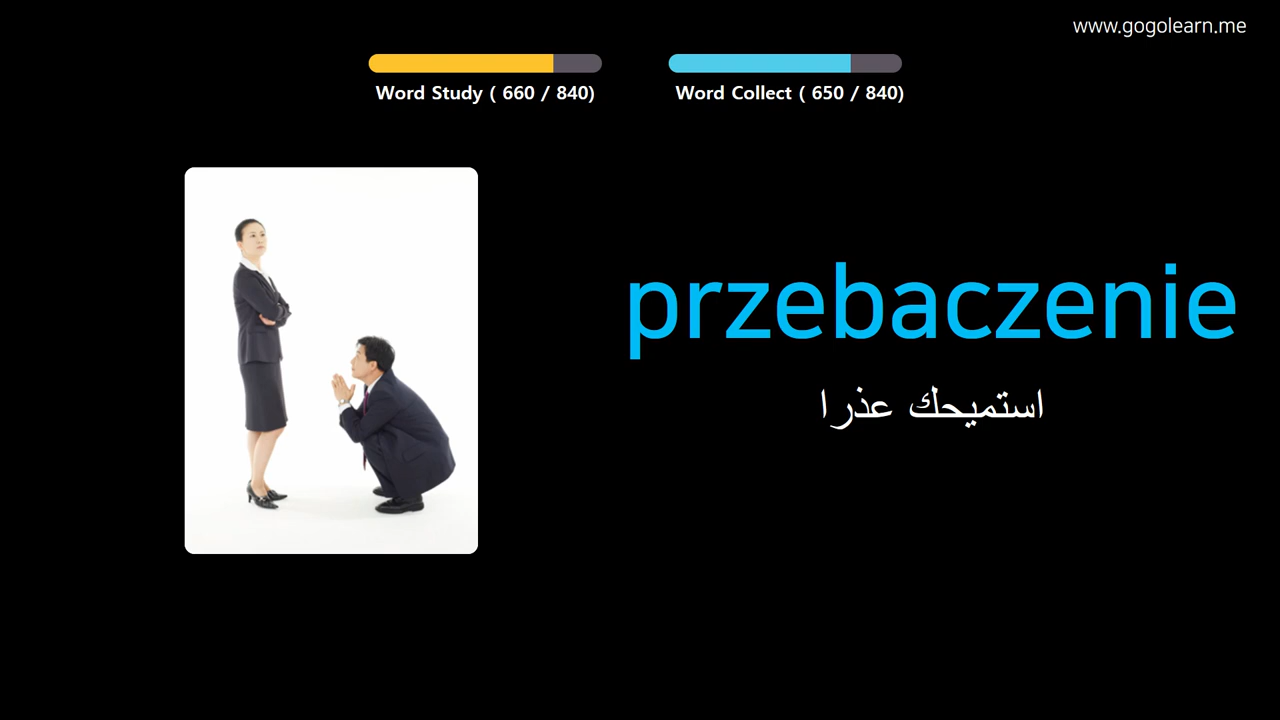 www.gogolearn.me
Word Study ( 660 / 840)
Word Collect ( 650 / 840)
przebaczenie
استميحك عذرا